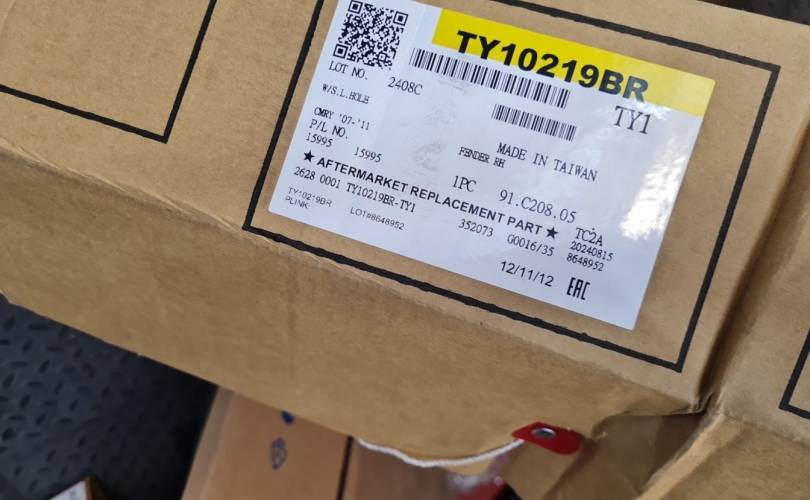 TY10219BR
TY1
LOT NO. 2408C
W/S.L.HOLE
CMRY '07-'11
P/L NO. 15995
15995
FENDER RH
MADE IN TAIWAN
1PC 91.C208.05
★ AFTERMARKET REPLACEMENT PART ★ TC2A
2628 0001 TY10219BR-TY1 352073 G0016/35 20240815
8648952
TY10219BR LOT#8648952
PLINK:
12/11/12 EAC